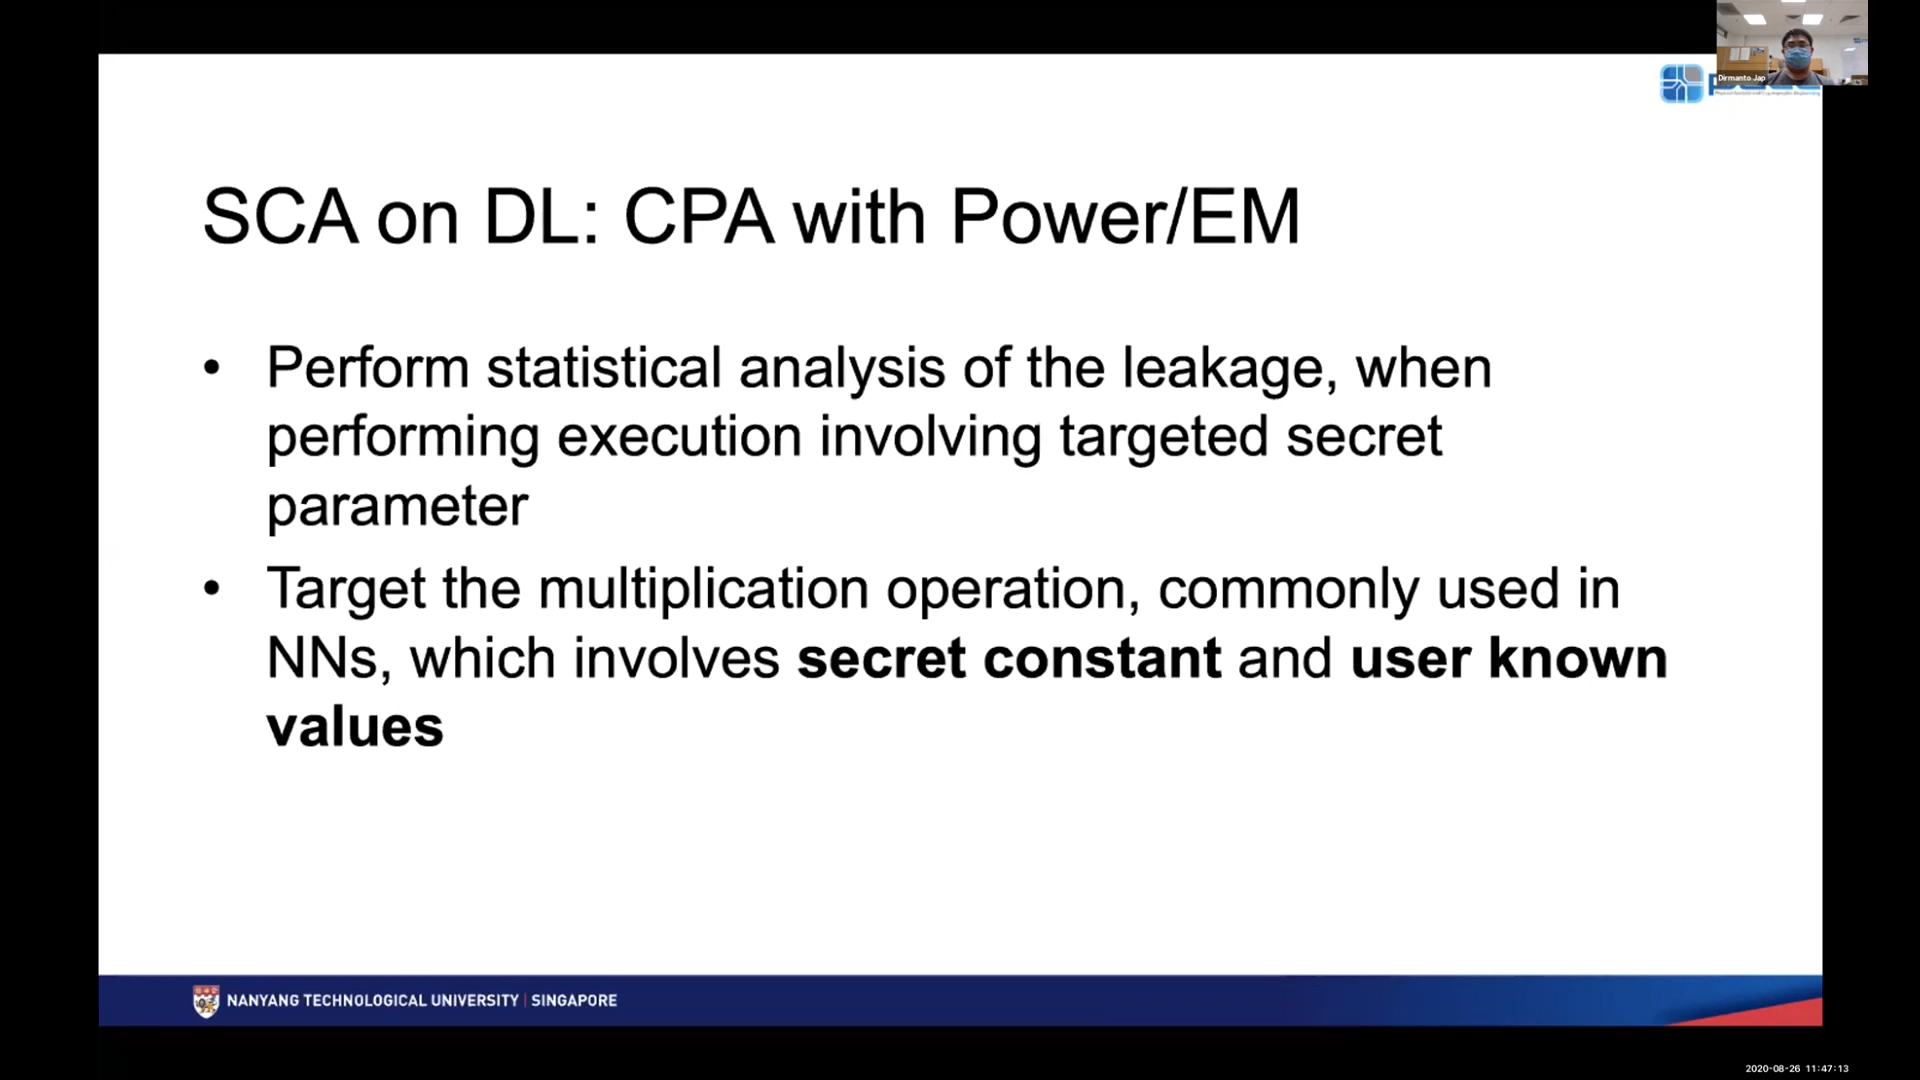 Dirmanto Jap
SCA on DL: CPA with Power/EM
• Perform statistical analysis of the leakage, when
performing execution involving targeted secret
parameter
• Target the multiplication operation, commonly used in
NNs, which involves secret constant and user known
values
NANYANG TECHNOLOGICAL UNIVERSITY | SINGAPORE
2020-08-26 11:47:13